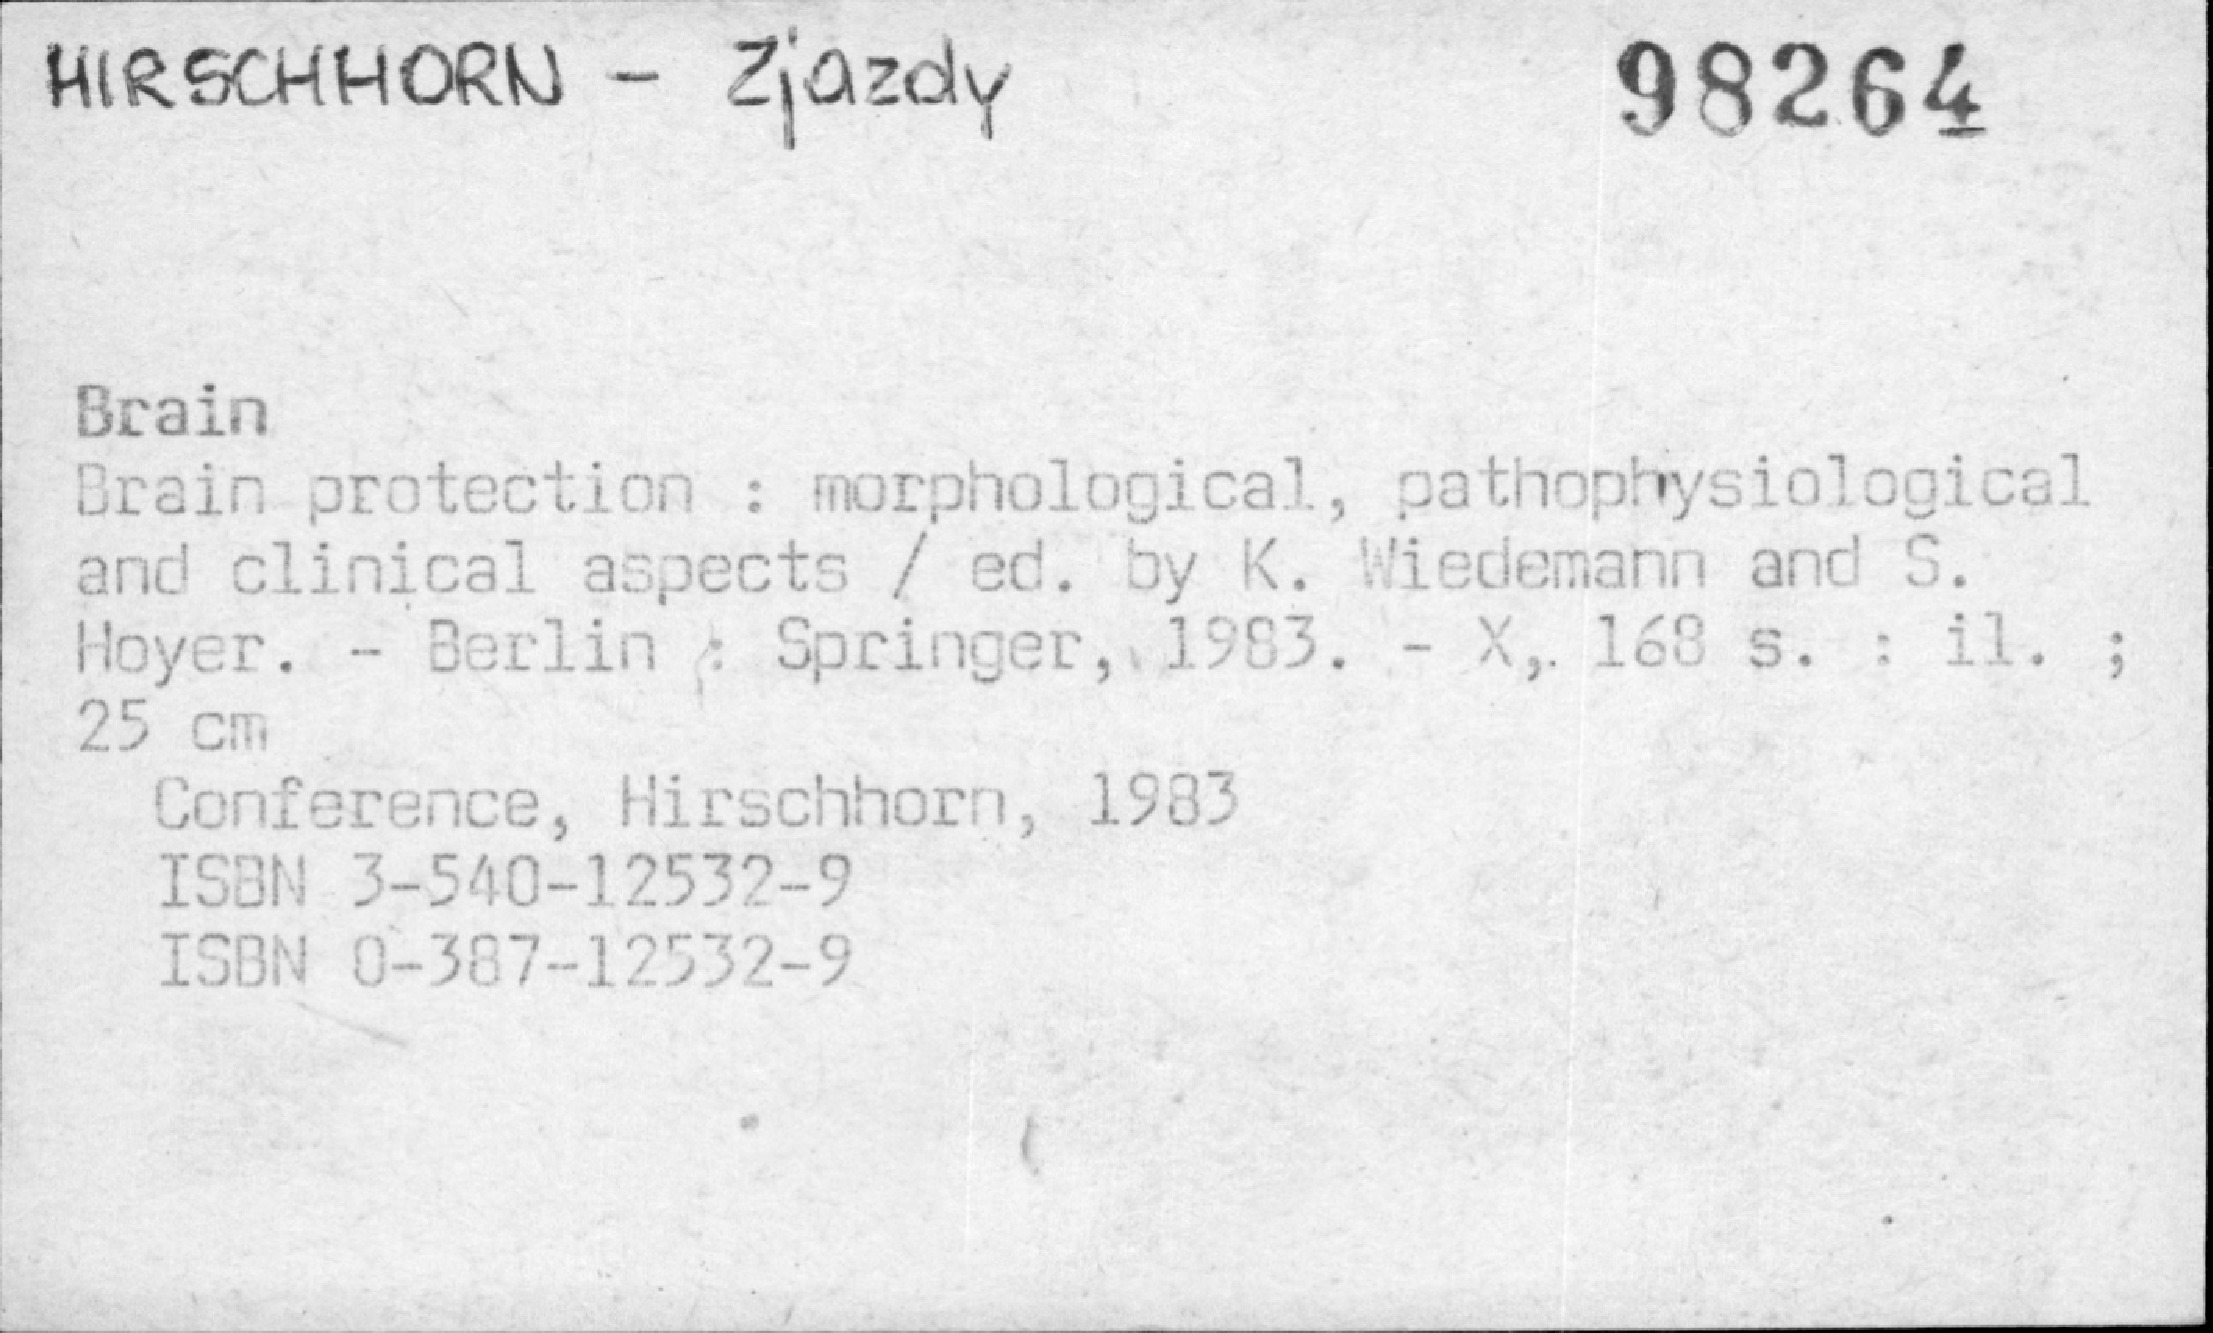 HIRSCHHORN - Zjazdy 98264
Brain
Brain protection : morphological, pathophysiological
and clinical aspects / ed. by K. Wiedemann and S.
Hoyer. - Berlin : Springer, 1983. - X, 168 s. : il. ;
25 cm
Conference, Hirschhorn, 1983
ISBN 3-540-12532-9
ISBN 0-387-12532-9